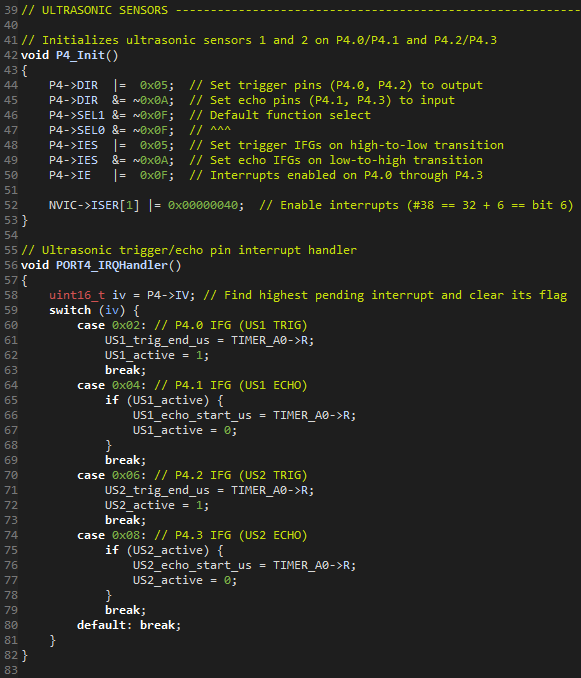 39 // ULTRASONIC SENSORS ----------------------------------------------------------
40
41 // Initializes ultrasonic sensors 1 and 2 on P4.0/P4.1 and P4.2/P4.3
42 void P4_Init()
43 {
44     P4->DIR  |=  0x05;  // Set trigger pins (P4.0, P4.2) to output
45     P4->DIR  &= ~0x0A;  // Set echo pins (P4.1, P4.3) to input
46     P4->SEL1 &= ~0x0F;  // Default function select
47     P4->SEL0 &= ~0x0F;  // ^^^
48     P4->IES  |=  0x05;  // Set trigger IFGs on high-to-low transition
49     P4->IES  &= ~0x0A;  // Set echo IFGs on low-to-high transition
50     P4->IE   |=  0x0F;  // Interrupts enabled on P4.0 through P4.3
51
52     NVIC->ISER[1] |= 0x00000040;  // Enable interrupts (#38 == 32 + 6 == bit 6)
53 }
54
55 // Ultrasonic trigger/echo pin interrupt handler
56 void PORT4_IRQHandler()
57 {
58     uint16_t iv = P4->IV; // Find highest pending interrupt and clear its flag
59     switch (iv) {
60         case 0x02: // P4.0 IFG (US1 TRIG)
61             US1_trig_end_us = TIMER_A0->R;
62             US1_active = 1;
63             break;
64         case 0x04: // P4.1 IFG (US1 ECHO)
65             if (US1_active) {
66                 US1_echo_start_us = TIMER_A0->R;
67                 US1_active = 0;
68             }
69             break;
70         case 0x06: // P4.2 IFG (US2 TRIG)
71             US2_trig_end_us = TIMER_A0->R;
72             US2_active = 1;
73             break;
74         case 0x08: // P4.3 IFG (US2 ECHO)
75             if (US2_active) {
76                 US2_echo_start_us = TIMER_A0->R;
77                 US2_active = 0;
78             }
79             break;
80         default: break;
81     }
82 }
83